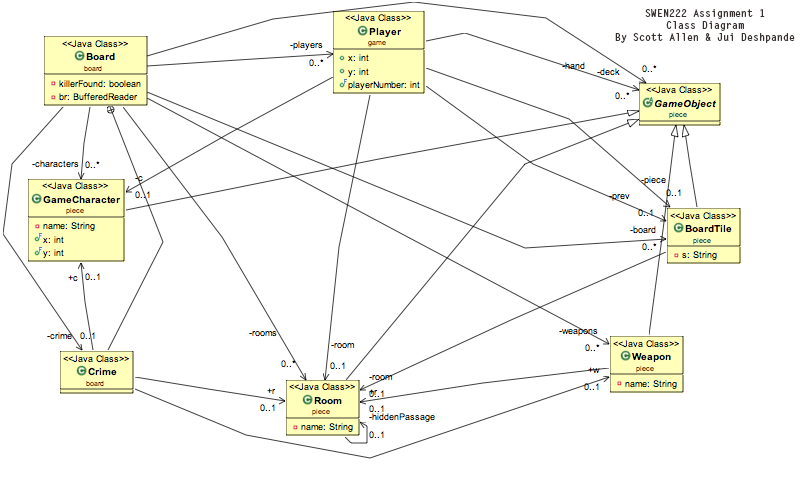 SWEN222 Assignment 1
Class Diagram
By Scott Allen & Jui Deshpande
<<Java Class>>
Player
game
x: int
y: int
playerNumber: int
<<Java Class>>
Board
board
killerFound: boolean
br: BufferedReader
-players
0..*
-hand
-deck
0..*
0..*
<<Java Class>>
GameObject
piece
-characters
0..*
-c
0..1
<<Java Class>>
GameCharacter
piece
name: String
x: int
y: int
-piece
0..1
-prev
0..1
-board
0..*
<<Java Class>>
BoardTile
piece
s: String
+c
0..1
-crime
0..1
<<Java Class>>
Crime
board
-rooms
0..*
-room
0..1
-weapons
0..*
<<Java Class>>
Weapon
piece
name: String
+w
0..1
-room
0..1
+r
0..1
0..1
<<Java Class>>
Room
piece
name: String
-hiddenPassage
0..1